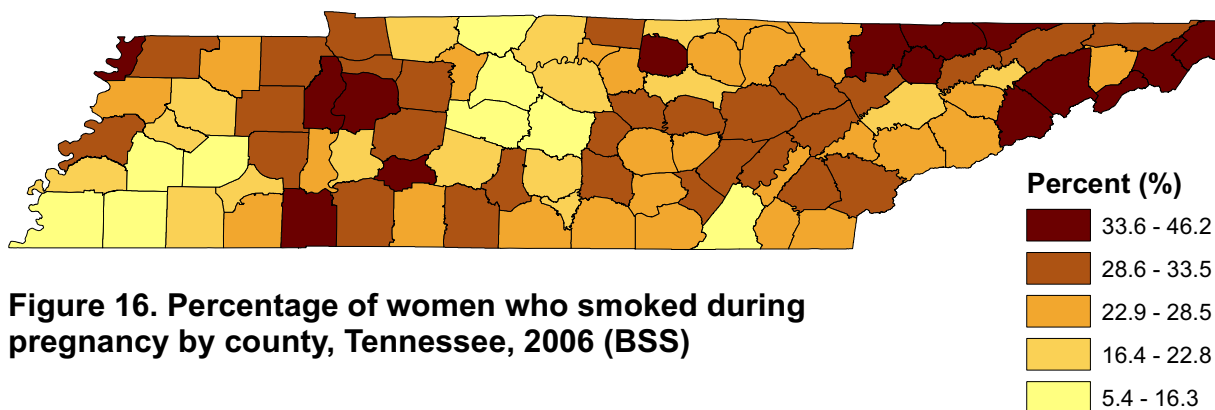 Percent (%)
33.6 - 46.2
28.6 - 33.5
22.9 - 28.5
16.4 - 22.8
5.4 - 16.3
Figure 16. Percentage of women who smoked during
pregnancy by county, Tennessee, 2006 (BSS)